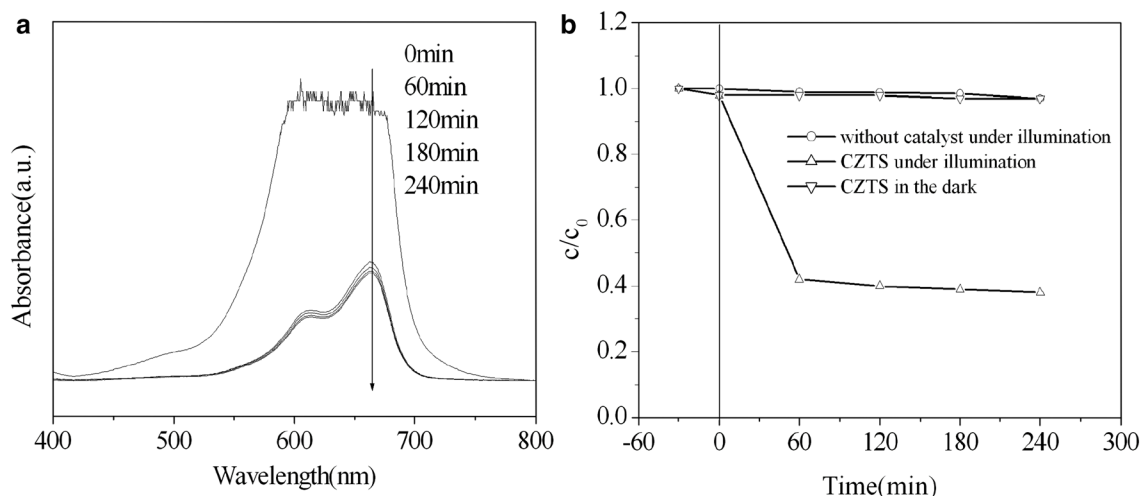 a
0min
60min
120min
180min
240min
Absorbance(a.u.)
400 500 600 700 800
Wavelength(nm)
b
1.2
1.0
0.8
0.6
0.4
0.2
0.0
c/c0
without catalyst under illumination
CZTS under illumination
CZTS in the dark
-60 0 60 120 180 240 300
Time(min)